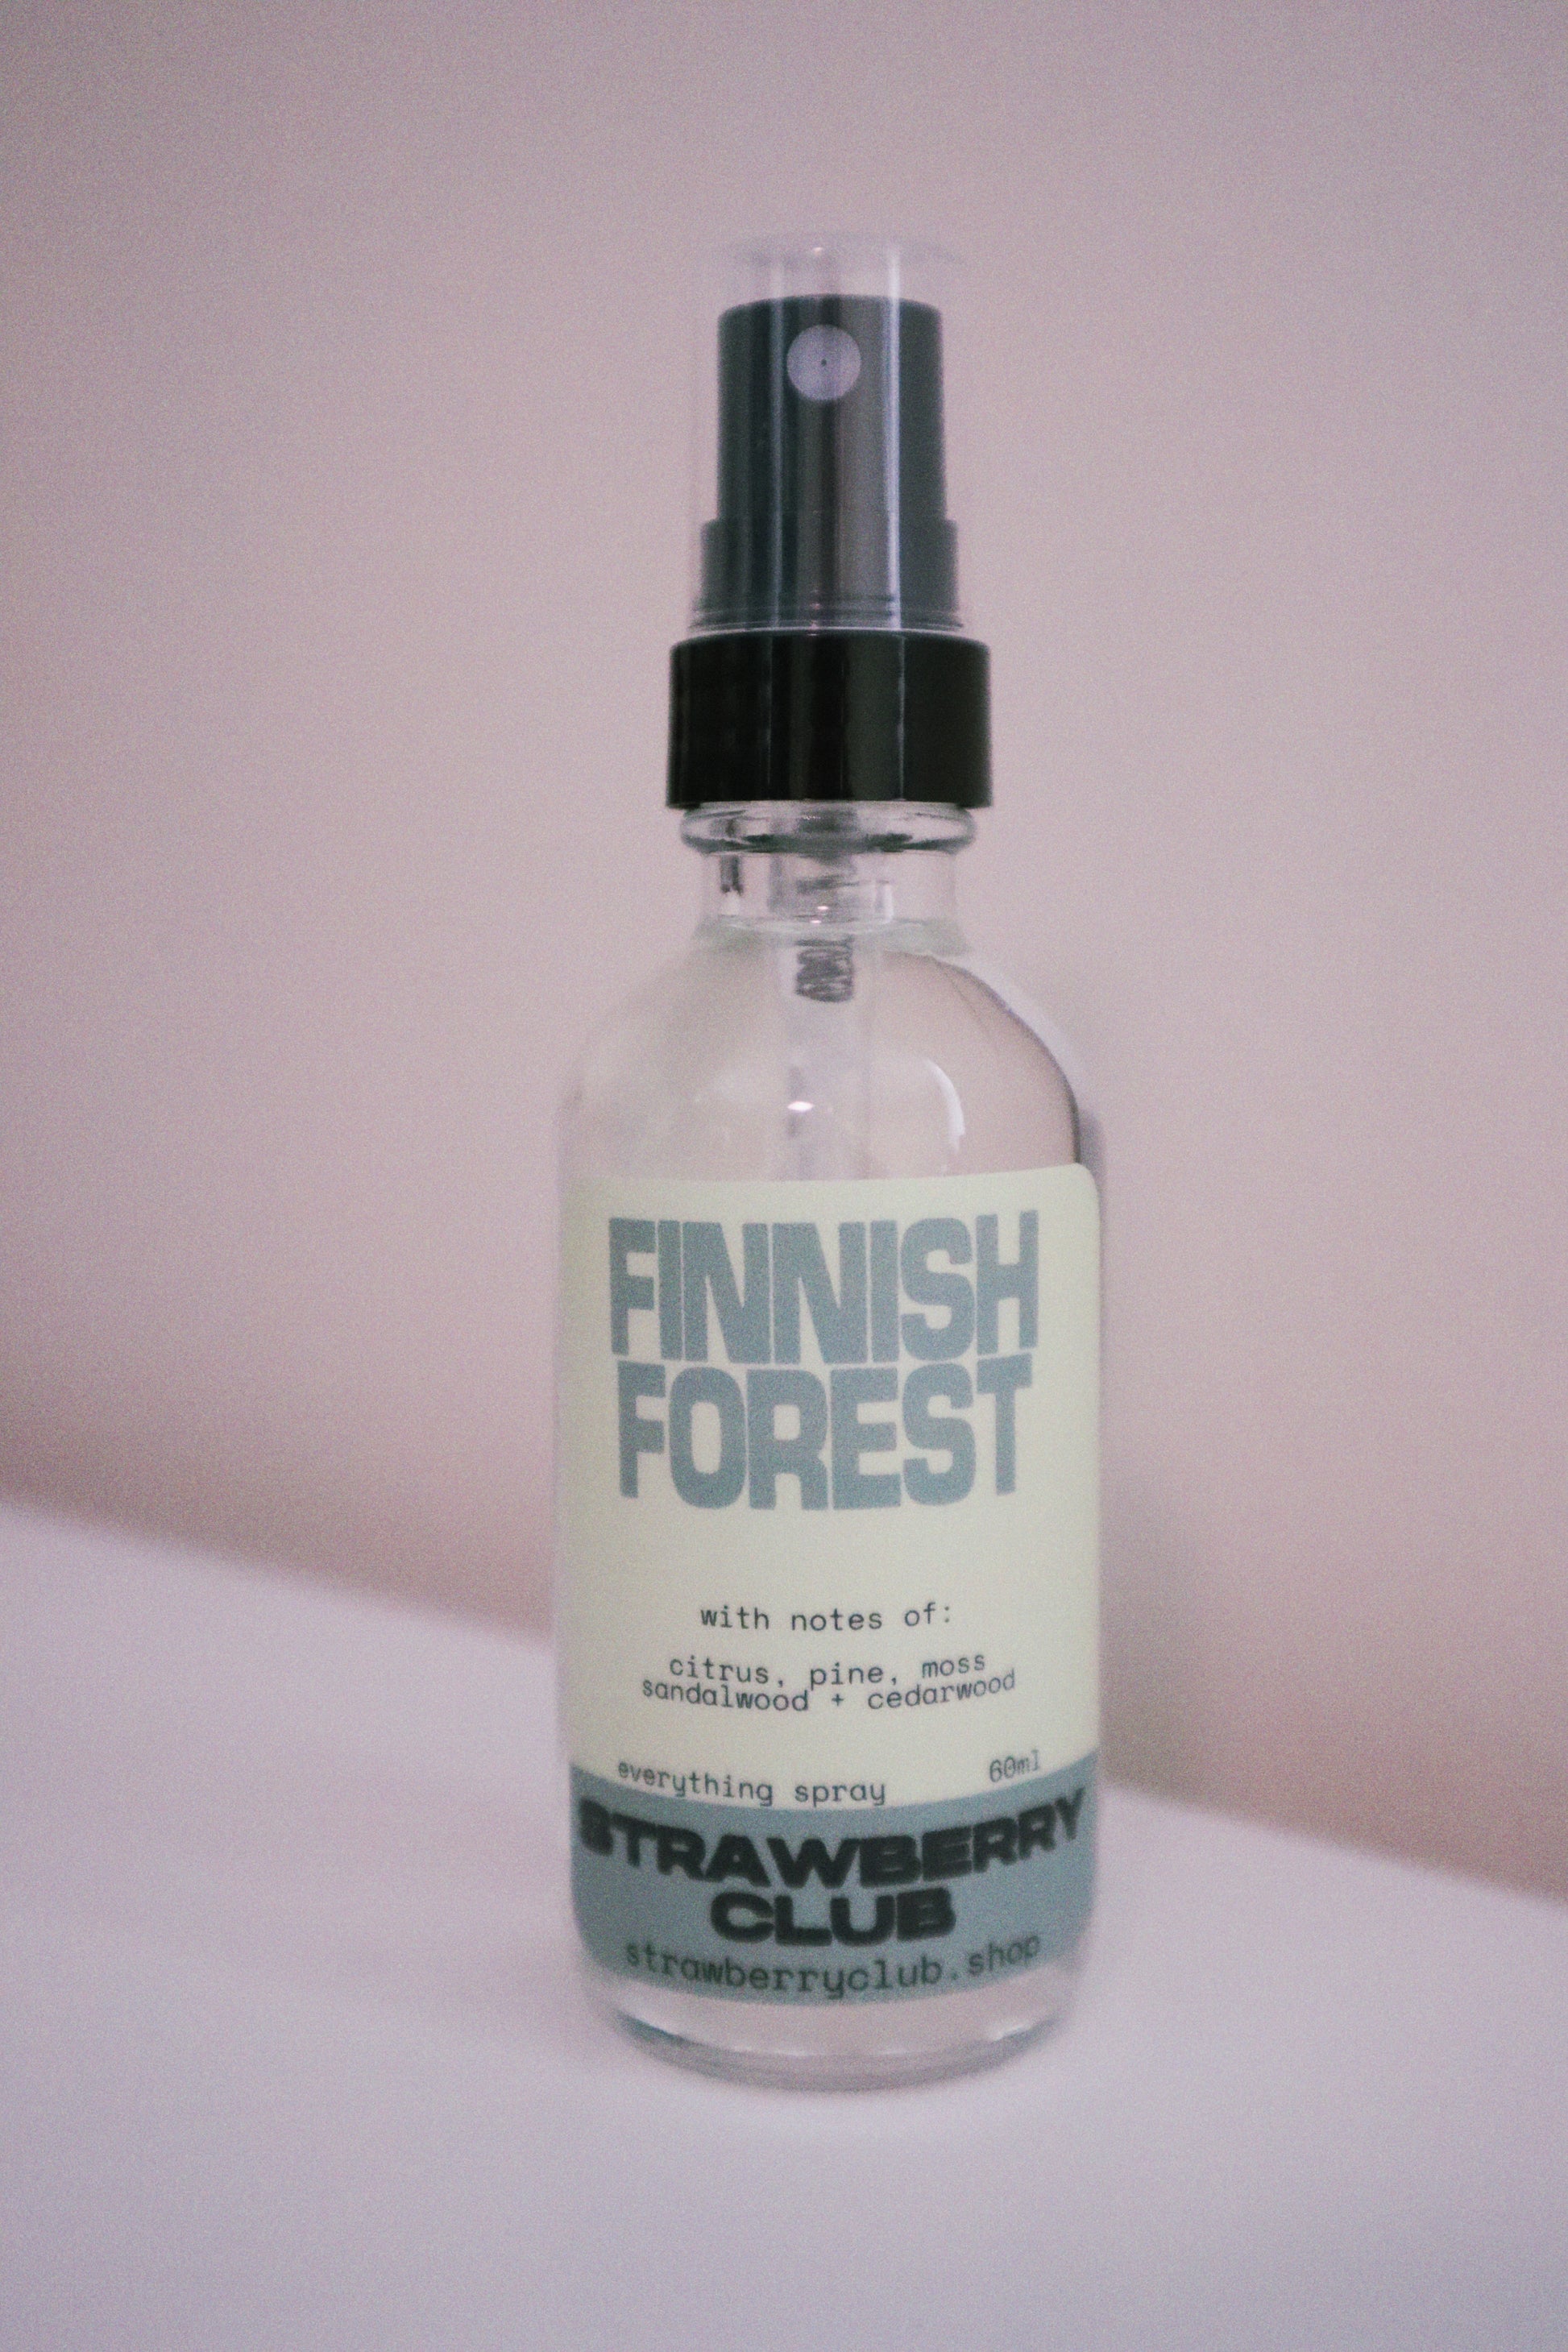 FINNISH
FOREST
with notes of:
citrus, pine, moss
sandalwood + cedarwood
everything spray 60ml
STRAWBERRY
CLUB
strawberryclub.shop